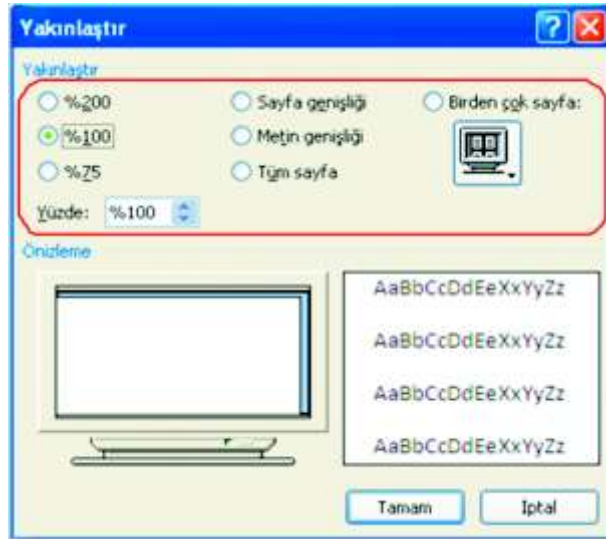 Yakınlaştır
Yakınlaştır
%200 Sayfa genişliği Birden çok sayfa:
%100 Metin genişliği
%75 Tüm sayfa
Yüzde: %100
Önizleme
AaBbCcDdEeXxYyZz
AaBbCcDdEeXxYyZz
AaBbCcDdEeXxYyZz
AaBbCcDdEeXxYyZz
Tamam İptal